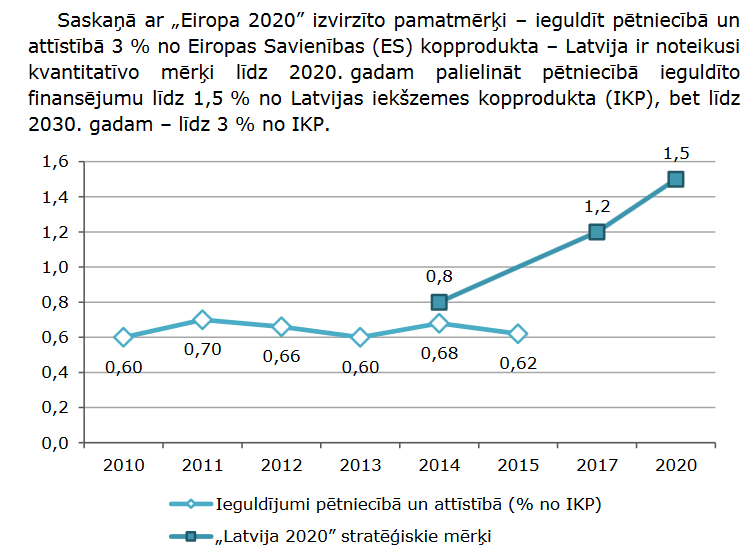 Saskaņā ar „Eiropa 2020” izvirzīto pamatmērķi – ieguldīt pētniecībā un
attīstībā 3 % no Eiropas Savienības (ES) kopprodukta – Latvija ir noteikusi
kvantitatīvo mērķi līdz 2020. gadam palielināt pētniecībā ieguldīto
finansējumu līdz 1,5 % no Latvijas iekšzemes kopprodukta (IKP), bet līdz
2030. gadam – līdz 3 % no IKP.
1,6
1,4
1,2
1,0
0,8
0,6
0,4
0,2
0,0
1,5
1,2
0,8
0,60
0,70
0,66
0,60
0,68
0,62
2010 2011 2012 2013 2014 2015 2017 2020
Ieguldījumi pētniecībā un attīstībā (% no IKP)
„Latvija 2020” stratēģiskie mērķi